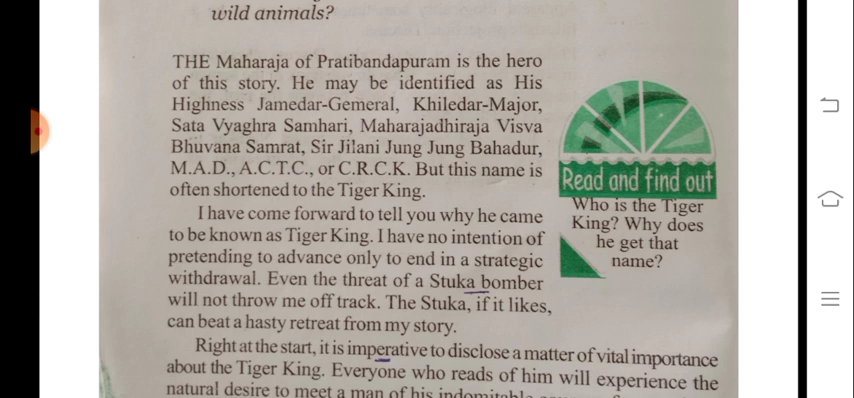 wild animals?
THE Maharaja of Pratibandapuram is the hero
of this story. He may be identified as His
Highness Jamedar-Gemeral, Khiledar-Major,
Sata Vyaghra Samhari, Maharajadhiraja Visva
Bhuvana Samrat, Sir Jilani Jung Jung Bahadur,
M.A.D., A.C.T.C., or C.R.C.K. But this name is
often shortened to the Tiger King.
I have come forward to tell you why he came
to be known as Tiger King. I have no intention of
pretending to advance only to end in a strategic
withdrawal. Even the threat of a Stuka bomber
will not throw me off track. The Stuka, if it likes,
can beat a hasty retreat from my story.
Right at the start, it is imperative to disclose a matter of vital importance
about the Tiger King. Everyone who reads of him will experience the
natural desire to meet a man of his
Read and find out
Who is the Tiger
King? Why does
he get that
name?